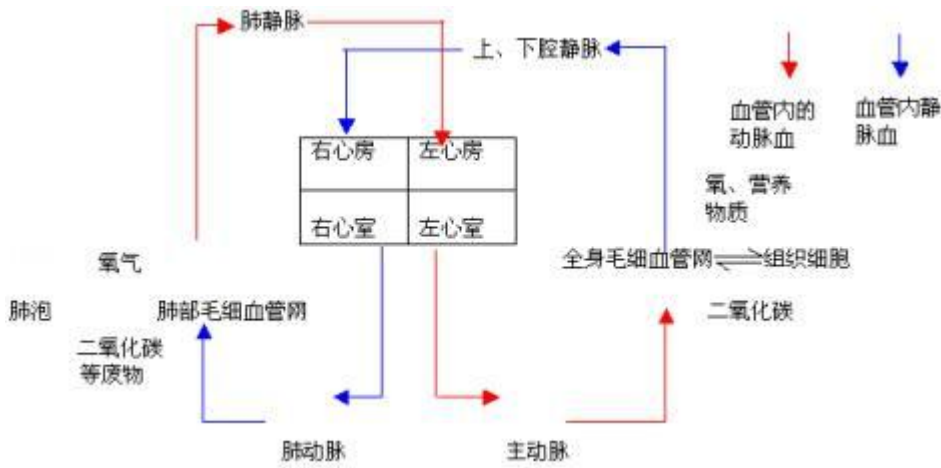 肺静脉
上、下腔静脉
血管内的
动脉血
血管内静
脉血
右心房
左心房
氧、营养
物质
右心室
左心室
氧气
全身毛细血管网
组织细胞
肺泡
肺部毛细血管网
二氧化碳
二氧化碳
等废物
肺动脉
主动脉